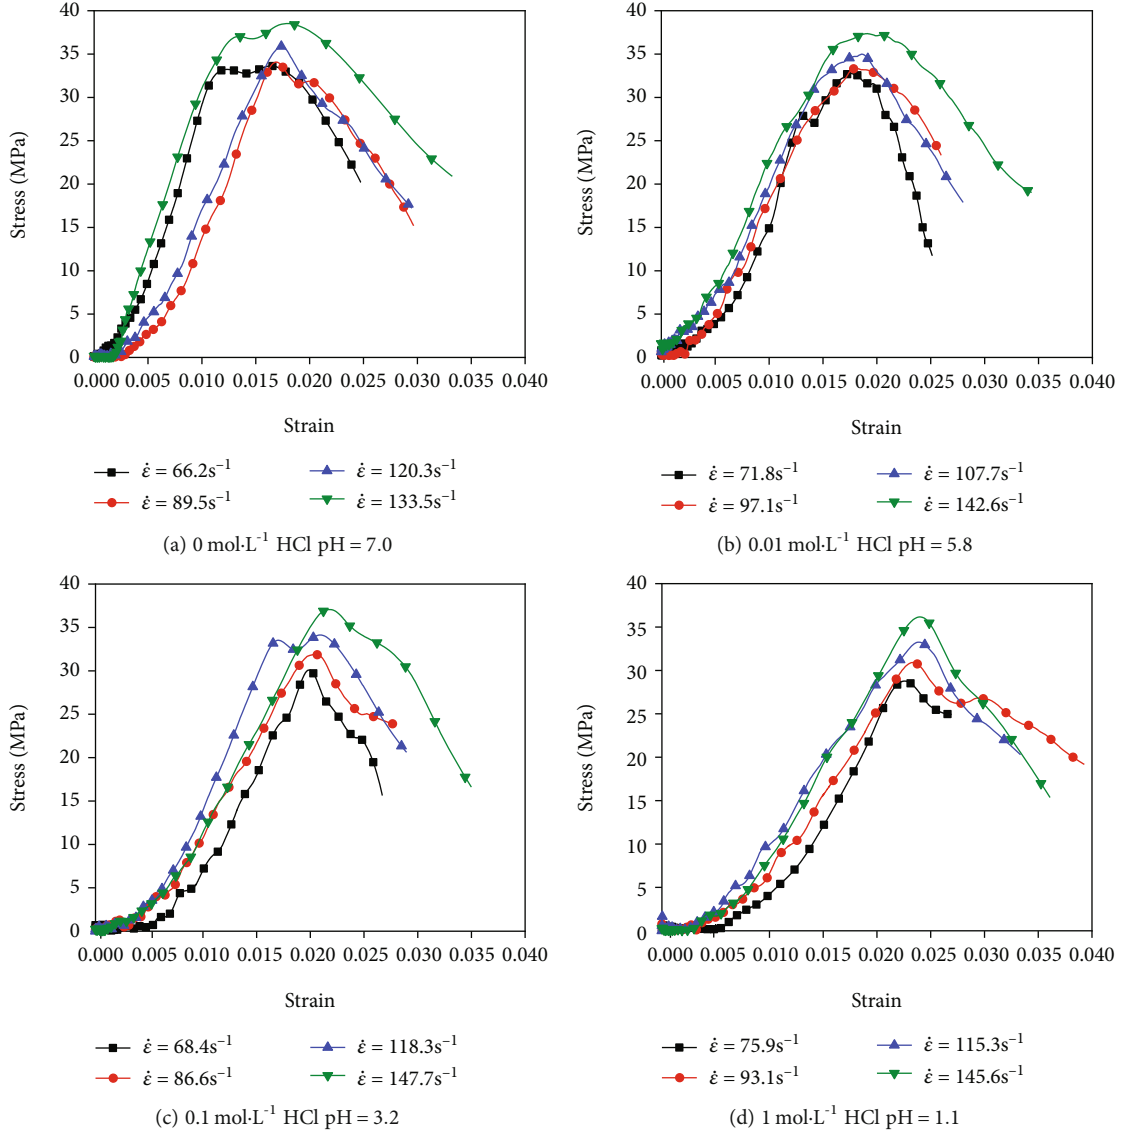 40
35
30
25
20
15
10
5
0
Stress (MPa)
0.000 0.005 0.010 0.015 0.020 0.025 0.030 0.035 0.040
Strain
ε̇ = 66.2s⁻¹
ε̇ = 120.3s⁻¹
ε̇ = 89.5s⁻¹
ε̇ = 133.5s⁻¹
(a) 0 mol·L⁻¹ HCl pH = 7.0
40
35
30
25
20
15
10
5
0
Stress (MPa)
0.000 0.005 0.010 0.015 0.020 0.025 0.030 0.035 0.040
Strain
ε̇ = 71.8s⁻¹
ε̇ = 107.7s⁻¹
ε̇ = 97.1s⁻¹
ε̇ = 142.6s⁻¹
(b) 0.01 mol·L⁻¹ HCl pH = 5.8
40
35
30
25
20
15
10
5
0
Stress (MPa)
0.000 0.005 0.010 0.015 0.020 0.025 0.030 0.035 0.040
Strain
ε̇ = 68.4s⁻¹
ε̇ = 118.3s⁻¹
ε̇ = 86.6s⁻¹
ε̇ = 147.7s⁻¹
(c) 0.1 mol·L⁻¹ HCl pH = 3.2
40
35
30
25
20
15
10
5
0
Stress (MPa)
0.000 0.005 0.010 0.015 0.020 0.025 0.030 0.035 0.040
Strain
ε̇ = 75.9s⁻¹
ε̇ = 115.3s⁻¹
ε̇ = 93.1s⁻¹
ε̇ = 145.6s⁻¹
(d) 1 mol·L⁻¹ HCl pH = 1.1